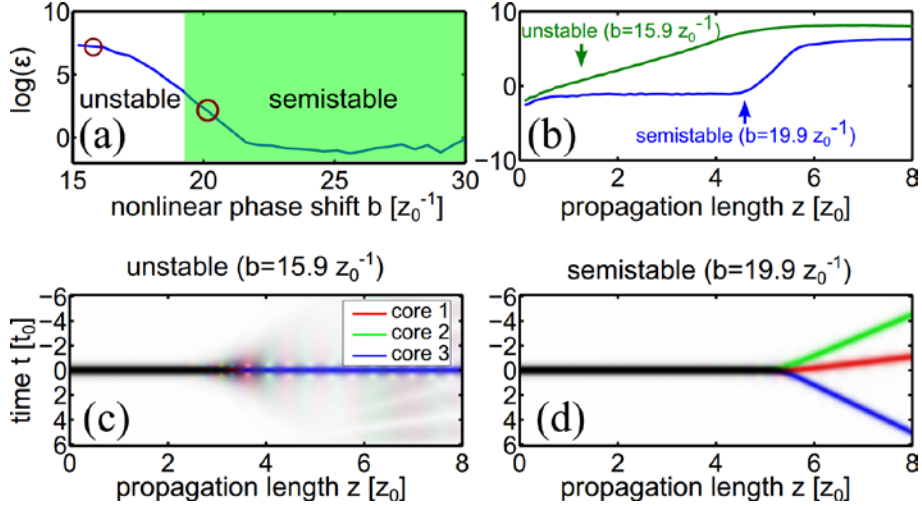 10
5
0
log(ε)
unstable
semistable
(a)
15
20
25
30
nonlinear phase shift b [z₀⁻¹]
10
0
−10
unstable (b=15.9 z₀⁻¹)
semistable (b=19.9 z₀⁻¹)
(b)
0
2
4
6
8
propagation length z [z₀]
unstable (b=15.9 z₀⁻¹)
−6
−4
−2
0
2
4
6
time t [t₀]
core 1
core 2
core 3
(c)
0
2
4
6
8
propagation length z [z₀]
semistable (b=19.9 z₀⁻¹)
−6
−4
−2
0
2
4
6
(d)
0
2
4
6
8
propagation length z [z₀]